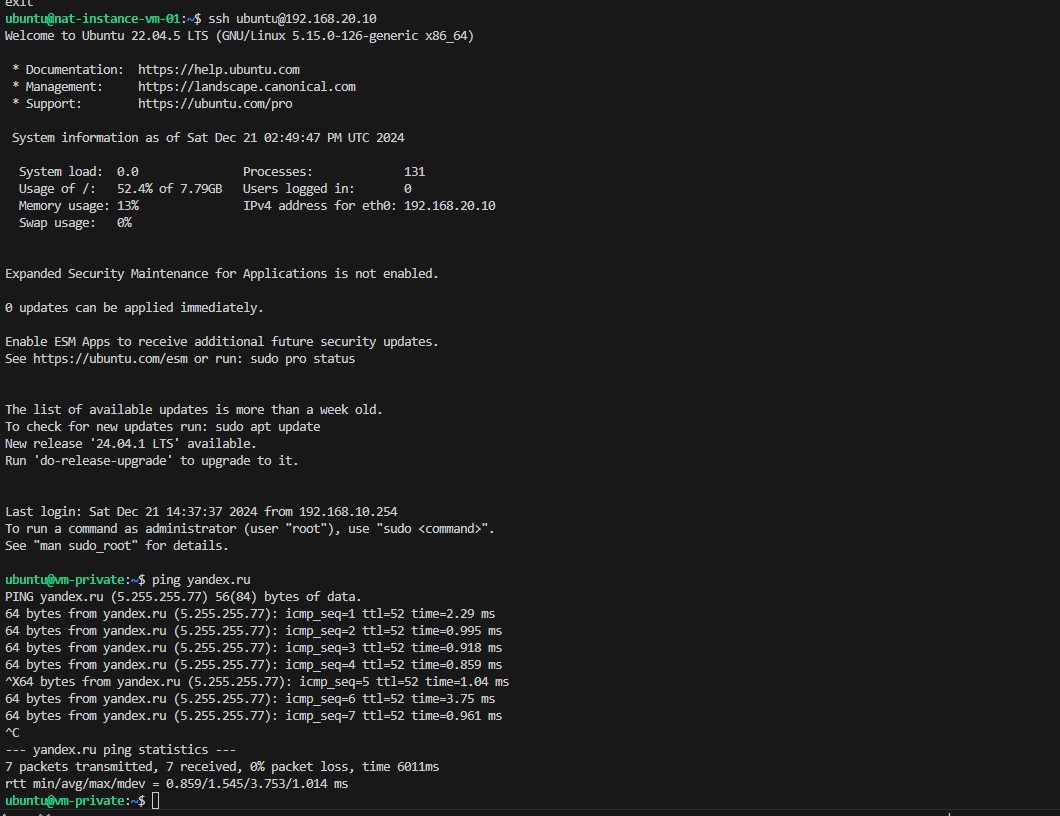 exit
ubuntu@nat-instance-vm-01:~$ ssh ubuntu@192.168.20.10
Welcome to Ubuntu 22.04.5 LTS (GNU/Linux 5.15.0-126-generic x86_64)
* Documentation:  https://help.ubuntu.com
* Management:     https://landscape.canonical.com
* Support:        https://ubuntu.com/pro
System information as of Sat Dec 21 02:49:47 PM UTC 2024
System load:  0.0               Processes:             131
Usage of /:   52.4% of 7.79GB   Users logged in:       0
Memory usage: 13%               IPv4 address for eth0: 192.168.20.10
Swap usage:   0%
Expanded Security Maintenance for Applications is not enabled.
0 updates can be applied immediately.
Enable ESM Apps to receive additional future security updates.
See https://ubuntu.com/esm or run: sudo pro status
The list of available updates is more than a week old.
To check for new updates run: sudo apt update
New release '24.04.1 LTS' available.
Run 'do-release-upgrade' to upgrade to it.
Last login: Sat Dec 21 14:37:37 2024 from 192.168.10.254
To run a command as administrator (user "root"), use "sudo <command>".
See "man sudo_root" for details.
ubuntu@vm-private:~$ ping yandex.ru
PING yandex.ru (5.255.255.77) 56(84) bytes of data.
64 bytes from yandex.ru (5.255.255.77): icmp_seq=1 ttl=52 time=2.29 ms
64 bytes from yandex.ru (5.255.255.77): icmp_seq=2 ttl=52 time=0.995 ms
64 bytes from yandex.ru (5.255.255.77): icmp_seq=3 ttl=52 time=0.918 ms
64 bytes from yandex.ru (5.255.255.77): icmp_seq=4 ttl=52 time=0.859 ms
^X64 bytes from yandex.ru (5.255.255.77): icmp_seq=5 ttl=52 time=1.04 ms
64 bytes from yandex.ru (5.255.255.77): icmp_seq=6 ttl=52 time=3.75 ms
64 bytes from yandex.ru (5.255.255.77): icmp_seq=7 ttl=52 time=0.961 ms
^C
--- yandex.ru ping statistics ---
7 packets transmitted, 7 received, 0% packet loss, time 6011ms
rtt min/avg/max/mdev = 0.859/1.545/3.753/1.014 ms
ubuntu@vm-private:~$